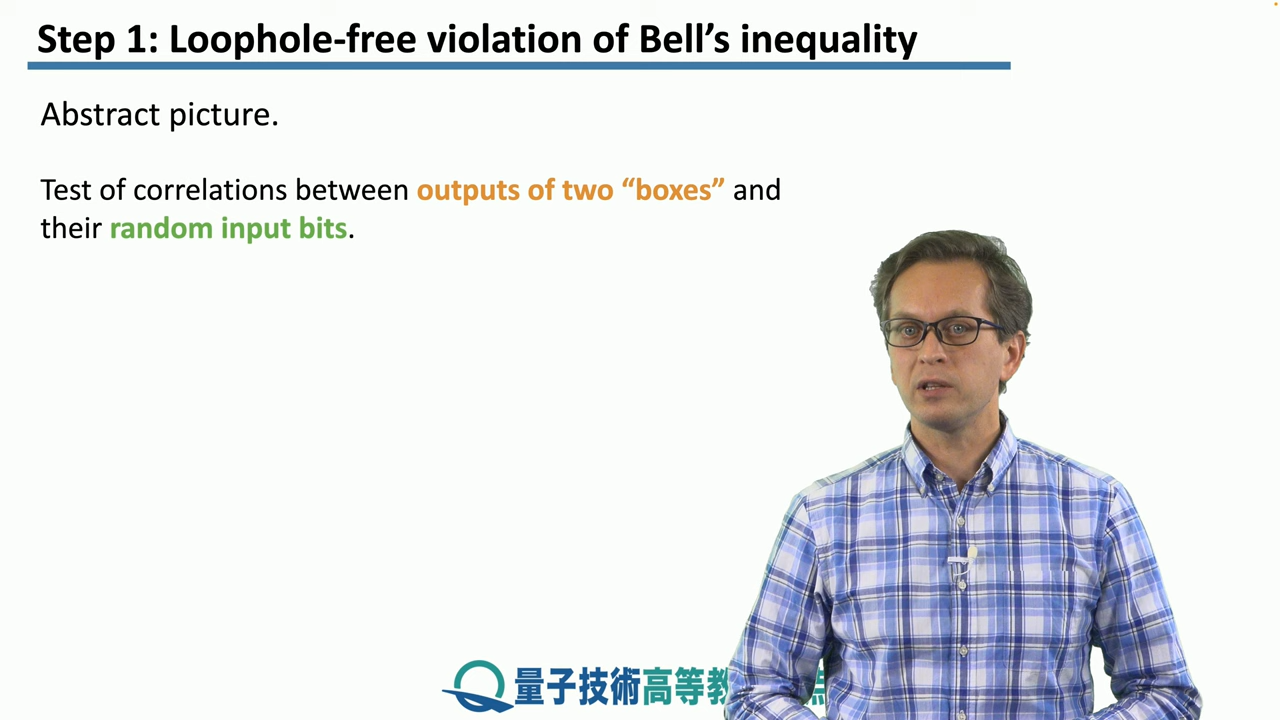 Step 1: Loophole-free violation of Bell’s inequality
Abstract picture.
Test of correlations between outputs of two “boxes” and
their random input bits.
量子技術高等教